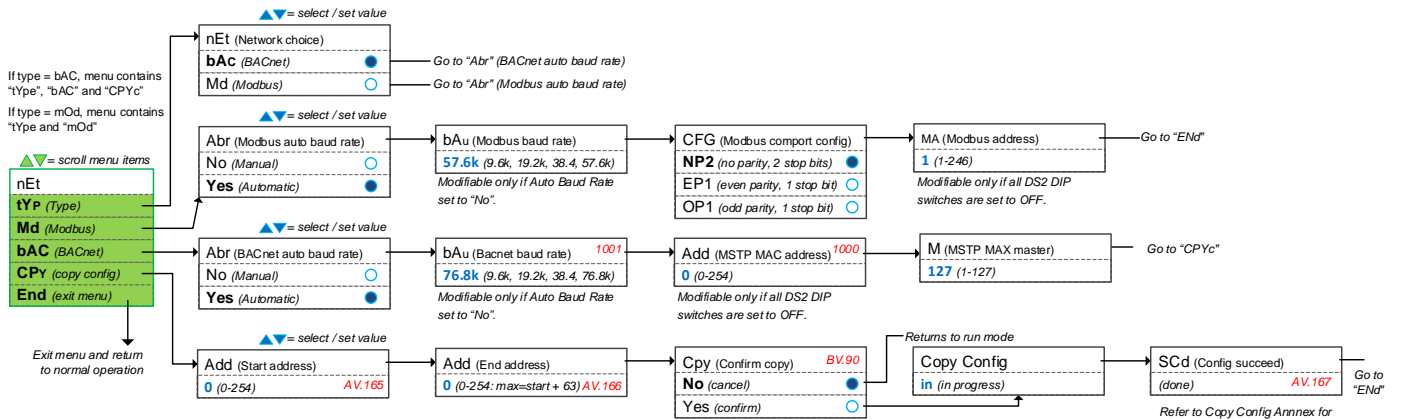 ▲▼= select / set value
nEt (Network choice)
bAc (BACnet)
Md (Modbus)
Go to “Abr” (BACnet auto baud rate)
Go to “Abr” (Modbus auto baud rate)
If type = bAC, menu contains
“tYpe”, “bAC” and “CPYc”
If type = mOd, menu contains
“tYpe and “mOd”
▲▼= scroll menu items
nEt
tYP (Type)
Md (Modbus)
bAC (BACnet)
CPY (copy config)
End (exit menu)
Exit menu and return
to normal operation
▲▼= select / set value
Abr (Modbus auto baud rate)
No (Manual)
Yes (Automatic)
bAu (Modbus baud rate)
57.6k (9.6k, 19.2k, 38.4, 57.6k)
Modifiable only if Auto Baud Rate
set to “No”.
CFG (Modbus comport config)
NP2 (no parity, 2 stop bits)
EP1 (even parity, 1 stop bit)
OP1 (odd parity, 1 stop bit)
MA (Modbus address)
1 (1-246)
Modifiable only if all DS2 DIP
switches are set to OFF.
Go to “ENd”
▲▼= select / set value
Abr (BACnet auto baud rate)
No (Manual)
Yes (Automatic)
bAu (Bacnet baud rate) 1001
76.8k (9.6k, 19.2k, 38.4, 76.8k)
Modifiable only if Auto Baud Rate
set to “No”.
Add (MSTP MAC address) 1000
0 (0-254)
Modifiable only if all DS2 DIP
switches are set to OFF.
M (MSTP MAX master)
127 (1-127)
Go to “CPYc”
▲▼= select / set value
Add (Start address)
0 (0-254) AV.165
Add (End address)
0 (0-254: max=start + 63) AV.166
Cpy (Confirm copy) BV.90
No (cancel)
Yes (confirm)
Returns to run mode
Copy Config
in (in progress)
SCd (Config succeed)
(done) AV.167
Go to
“ENd”
Refer to Copy Config Annnex for